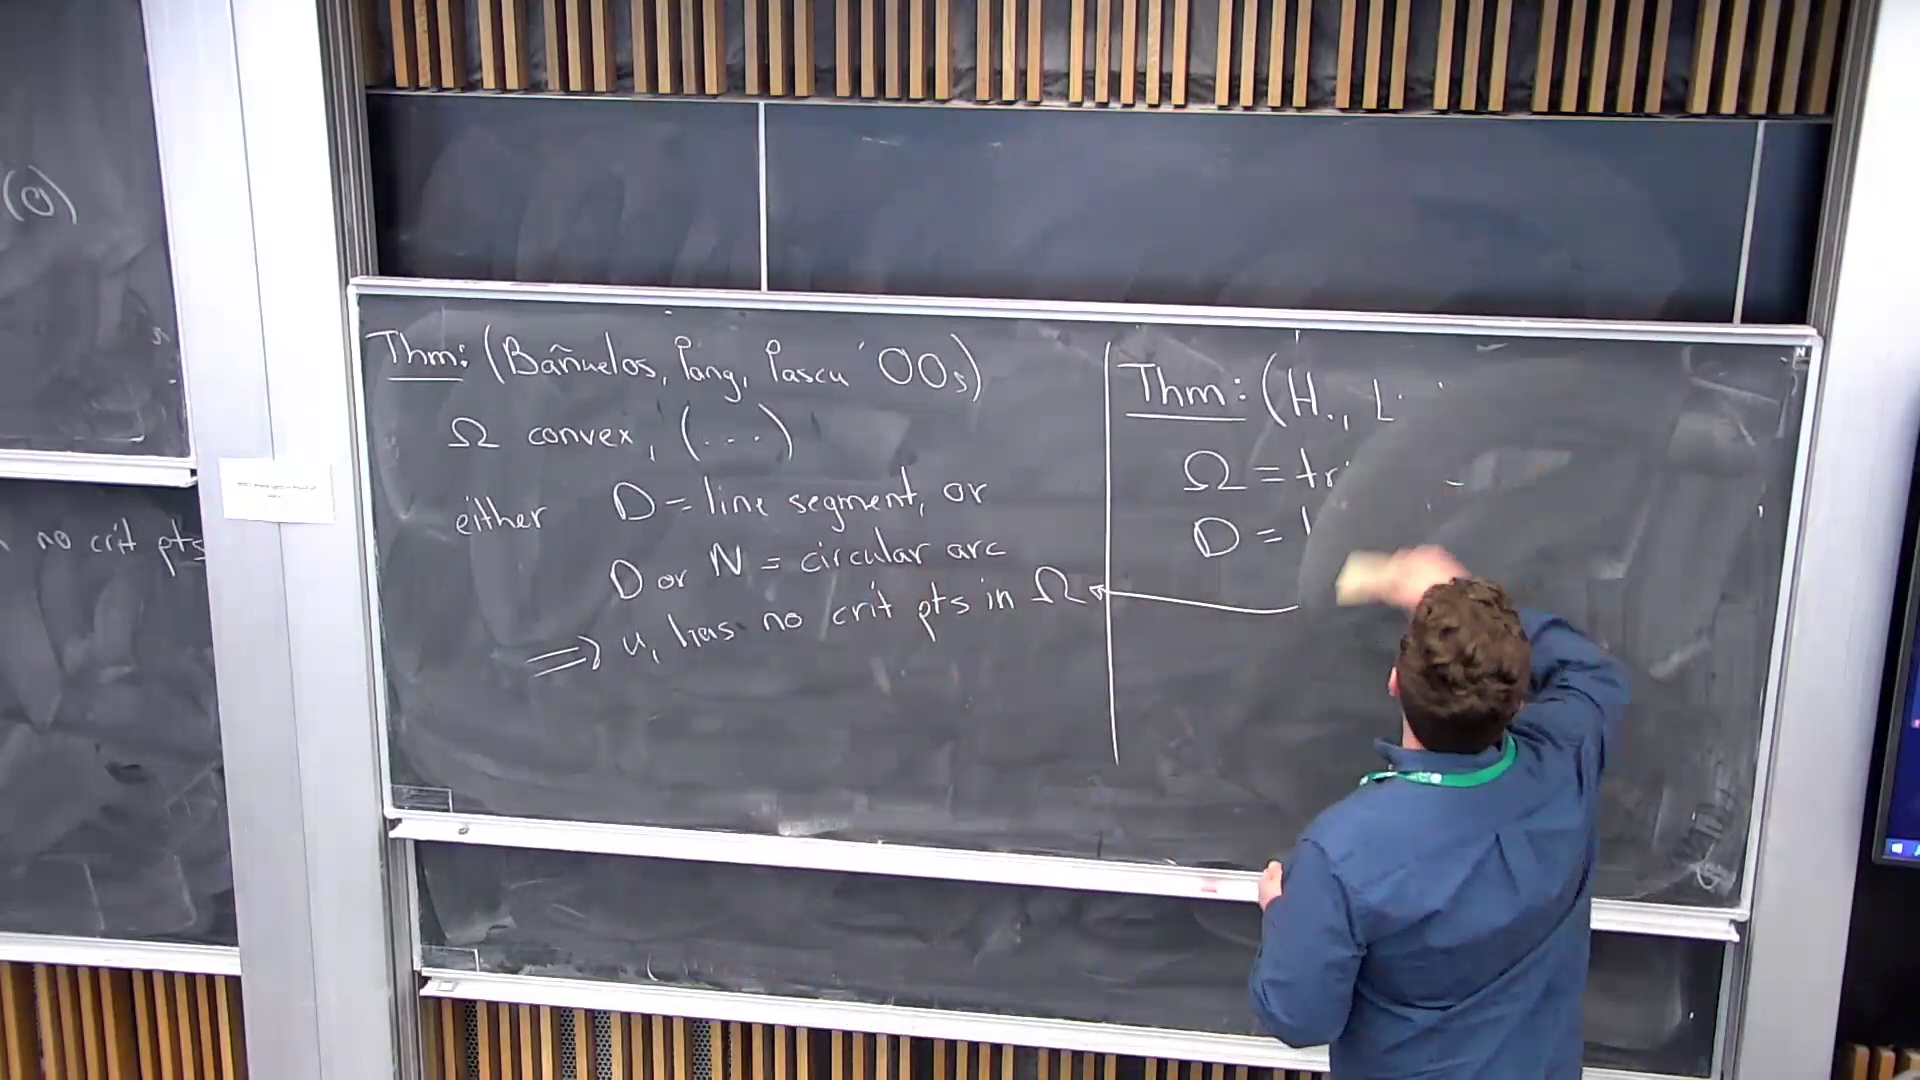 (0)
no crit pts
Thm: (Bañuelos, Pang, Pascu '00s)
Ω convex, (...)
either D = line segment, or
D or N = circular arc
⟹ u₁ has no crit pts in Ω
Thm: (H., L
Ω = tr
D =
N